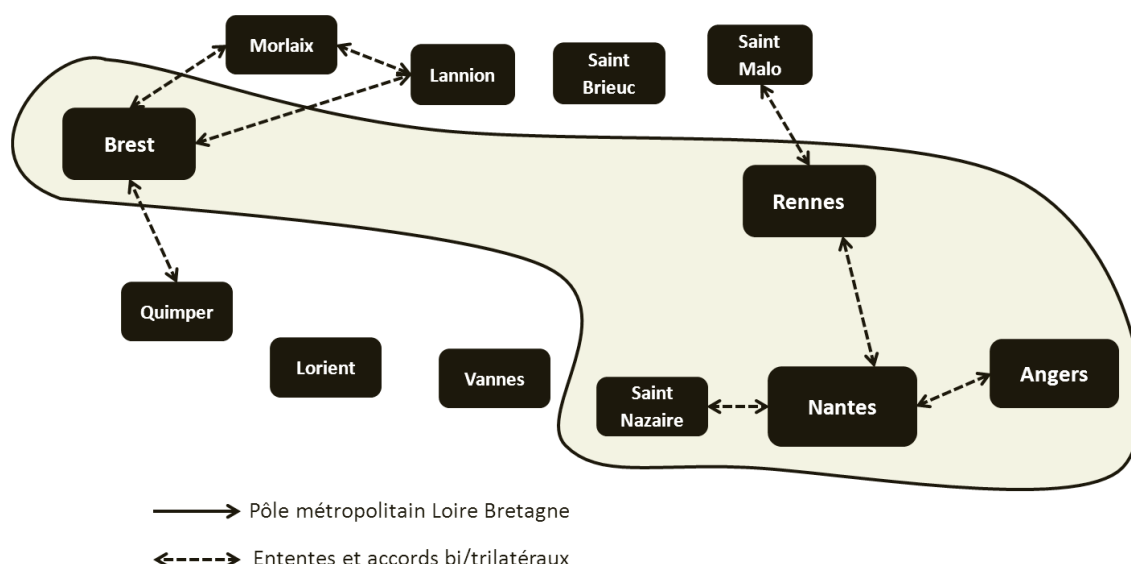 Morlaix
Lannion
Saint
Brieuc
Saint
Malo
Brest
Rennes
Quimper
Lorient
Vannes
Saint
Nazaire
Nantes
Angers
Pôle métropolitain Loire Bretagne
Ententes et accords bi/trilatéraux